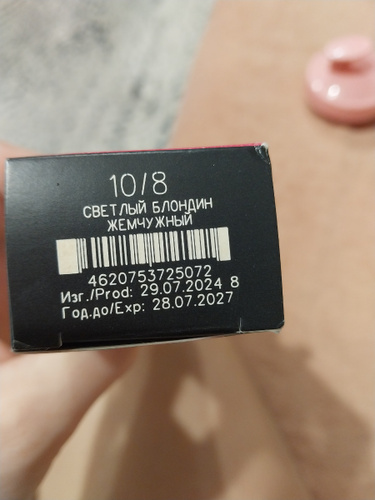 10/8
СВЕТЛЫЙ БЛОНДИН
ЖЕМЧУЖНЫЙ
4620753725072
Изг./Prod: 29.07.2024 8
Год.до/Exp: 28.07.2027